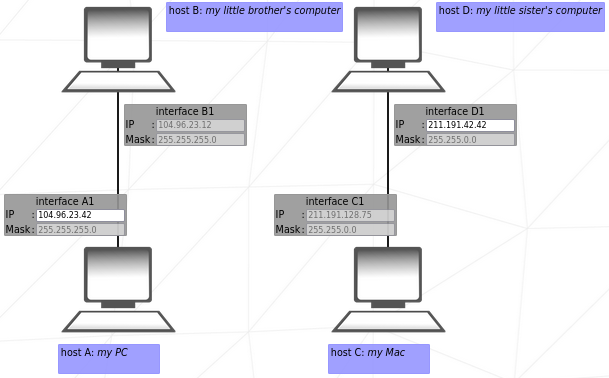 host B: my little brother's computer
host D: my little sister's computer
interface B1
IP : 104.96.23.12
Mask: 255.255.255.0
interface D1
IP : 211.191.42.42
Mask: 255.255.0.0
interface A1
IP : 104.96.23.42
Mask: 255.255.255.0
interface C1
IP : 211.191.128.75
Mask: 255.255.0.0
host A: my PC
host C: my Mac